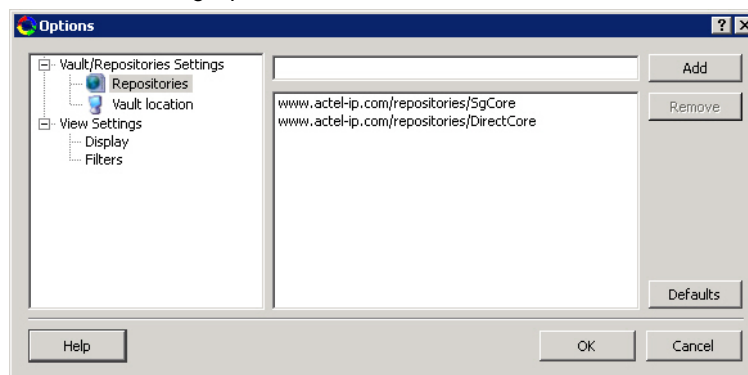 Options
Vault/Repositories Settings
Repositories
Vault location
View Settings
Display
Filters
www.actel-ip.com/repositories/SgCore
www.actel-ip.com/repositories/DirectCore
Add
Remove
Defaults
Help
OK
Cancel